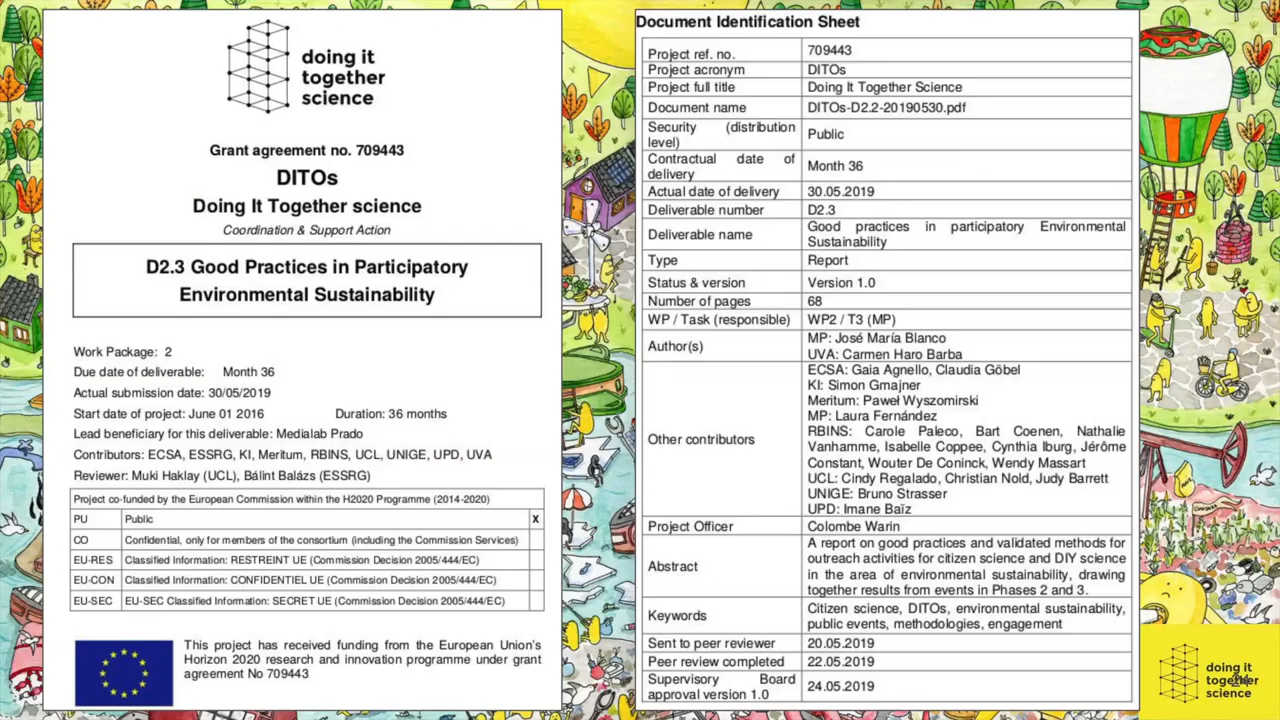 doing it
together
science
Grant agreement no. 709443
DITOs
Doing It Together science
Coordination & Support Action
D2.3 Good Practices in Participatory
Environmental Sustainability
Work Package: 2
Due date of deliverable: Month 36
Actual submission date: 30/05/2019
Start date of project: June 01 2016 Duration: 36 months
Lead beneficiary for this deliverable: Medialab Prado
Contributors: ECSA, ESSRG, KI, Meritum, RBINS, UCL, UNIGE, UPD, UVA
Reviewer: Muki Haklay (UCL), Bálint Balázs (ESSRG)
Project co-funded by the European Commission within the H2020 Programme (2014-2020)
PU Public X
CO Confidential, only for members of the consortium (including the Commission Services)
EU-RES Classified Information: RESTREINT UE (Commission Decision 2005/444/EC)
EU-CON Classified Information: CONFIDENTIEL UE (Commission Decision 2005/444/EC)
EU-SEC EU-SEC Classified Information: SECRET UE (Commission Decision 2005/444/EC)
This project has received funding from the European Union's
Horizon 2020 research and innovation programme under grant
agreement No 709443
Document Identification Sheet
Project ref. no. 709443
Project acronym DITOs
Project full title Doing It Together Science
Document name DITOs-D2.2-20190530.pdf
Security (distribution
level) Public
Contractual date of
delivery Month 36
Actual date of delivery 30.05.2019
Deliverable number D2.3
Deliverable name Good practices in participatory Environmental
Sustainability
Type Report
Status & version Version 1.0
Number of pages 68
WP / Task (responsible) WP2 / T3 (MP)
Author(s) MP: José María Blanco
UVA: Carmen Haro Barba
Other contributors ECSA: Gaia Agnello, Claudia Göbel
KI: Simon Gmajner
Meritum: Paweł Wyszomirski
MP: Laura Fernández
RBINS: Carole Paleco, Bart Coenen, Nathalie
Vanhamme, Isabelle Coppee, Cynthia Iburg, Jérôme
Constant, Wouter De Coninck, Wendy Massart
UCL: Cindy Regalado, Christian Nold, Judy Barrett
UNIGE: Bruno Strasser
UPD: Imane Baïz
Project Officer Colombe Warin
Abstract A report on good practices and validated methods for
outreach activities for citizen science and DIY science
in the area of environmental sustainability, drawing
together results from events in Phases 2 and 3.
Keywords Citizen science, DITOs, environmental sustainability,
public events, methodologies, engagement
Sent to peer reviewer 20.05.2019
Peer review completed 22.05.2019
Supervisory Board
approval version 1.0 24.05.2019
doing it
together
science